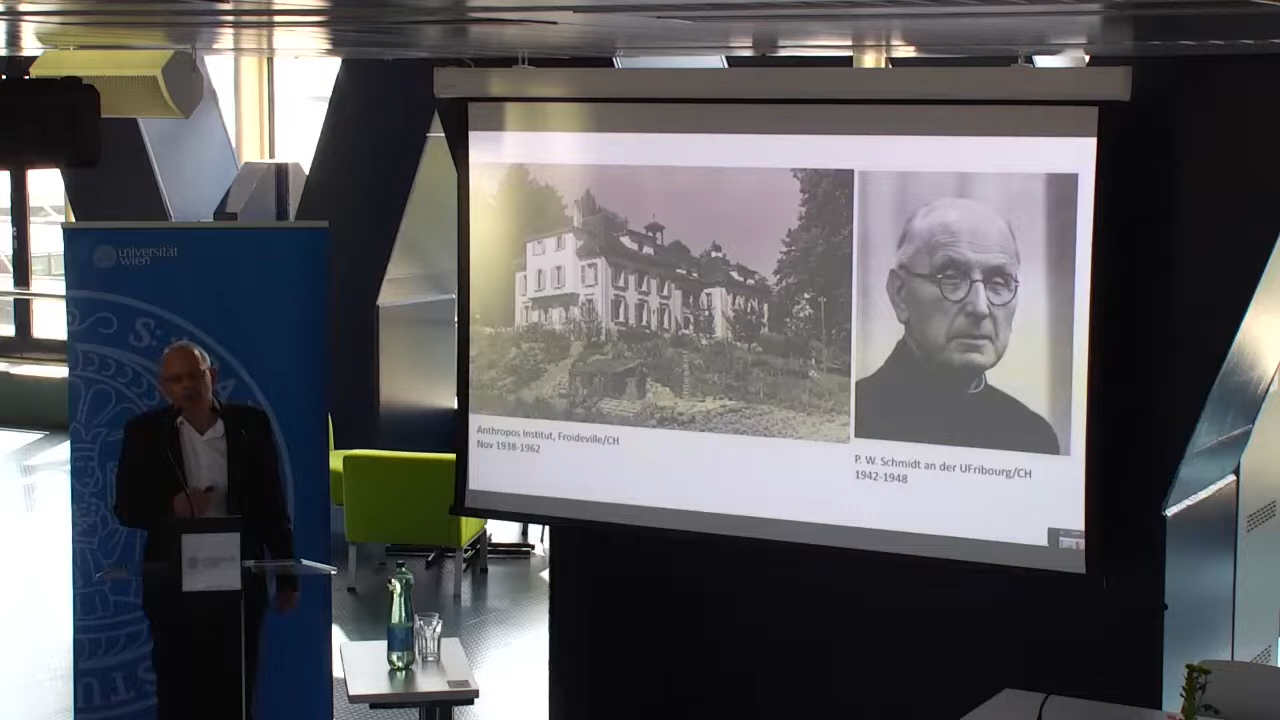 universität
wien
Anthropos Institut, Froideville/CH
Nov 1938-1962
P. W. Schmidt an der UFribourg/CH
1942-1948